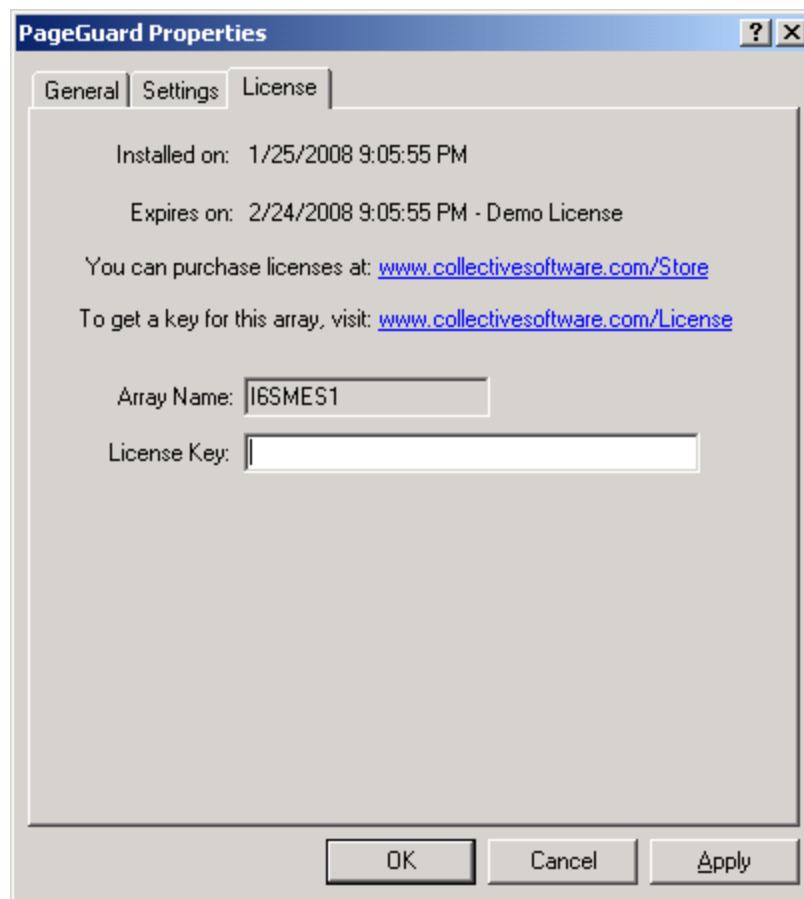 PageGuard Properties
General Settings License
Installed on: 1/25/2008 9:05:55 PM
Expires on: 2/24/2008 9:05:55 PM - Demo License
You can purchase licenses at: www.collectivesoftware.com/Store
To get a key for this array, visit: www.collectivesoftware.com/License
Array Name: I6SMES1
License Key:
OK Cancel Apply